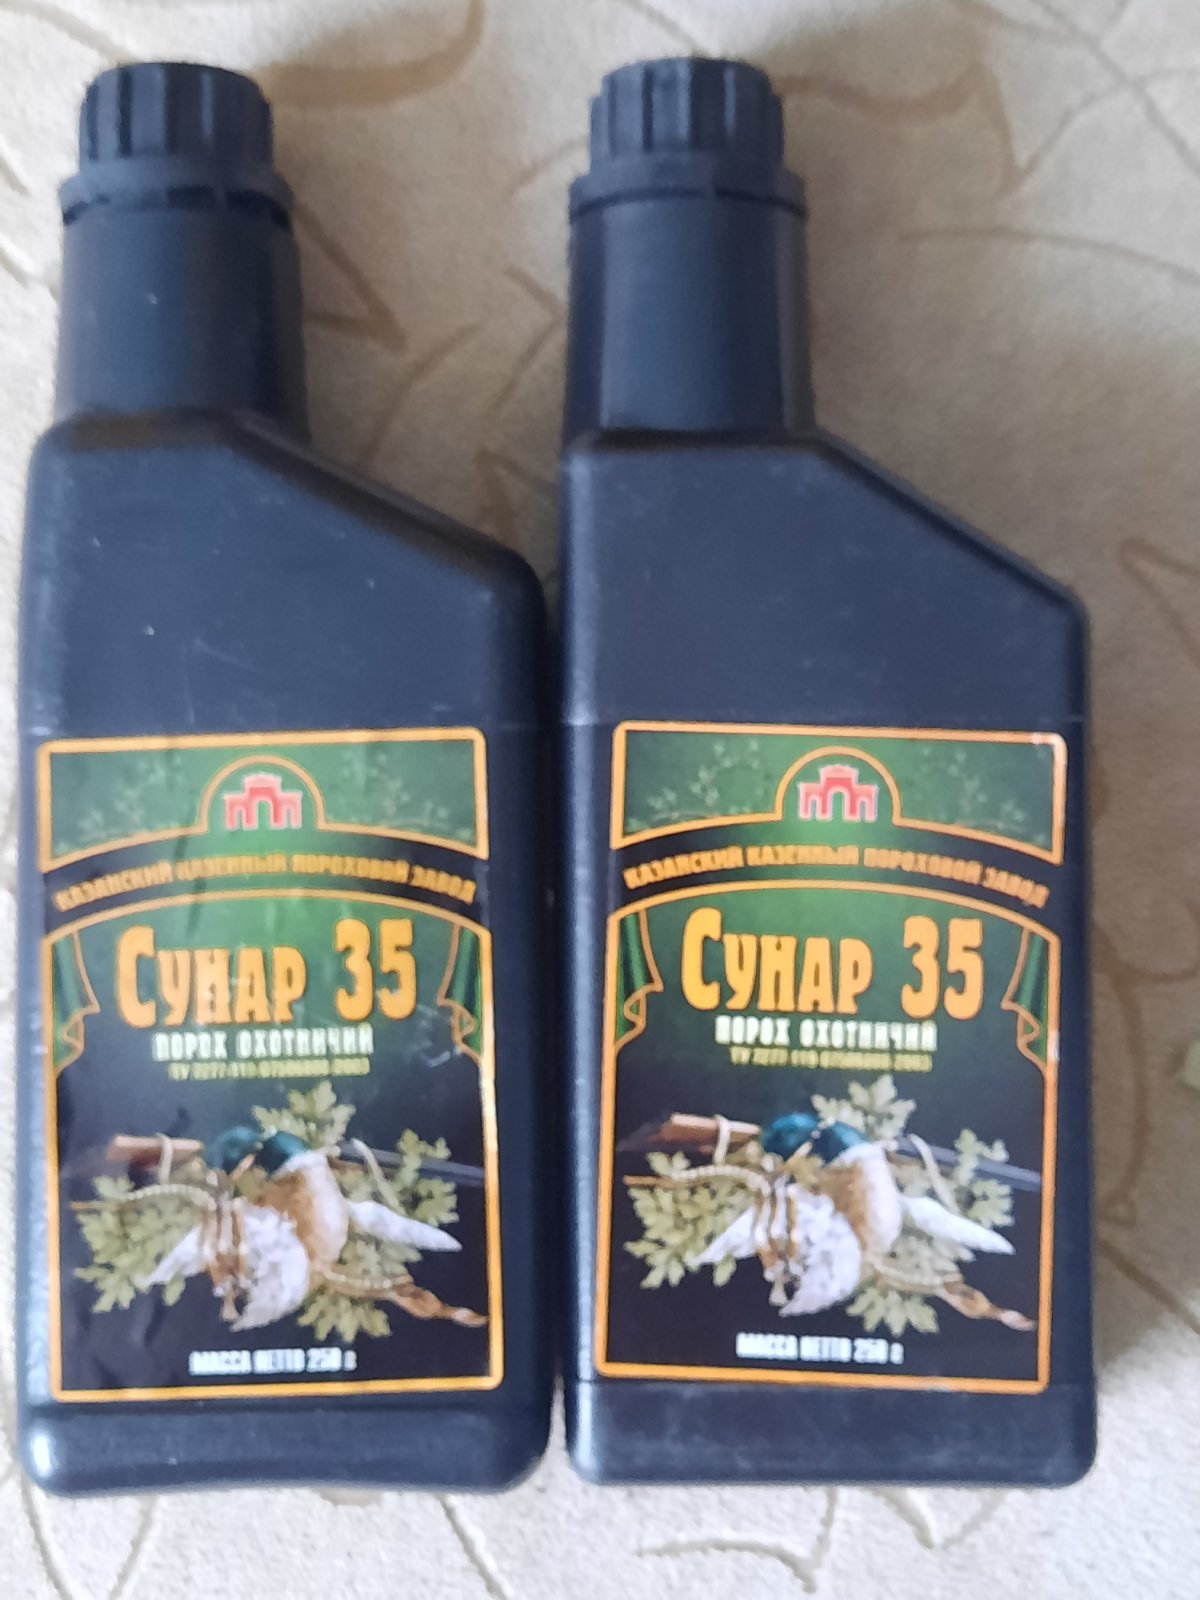 КАЗАНСКИЙ КАЗЕННЫЙ ПОРОХОВОЙ ЗАВОД
СУНАР 35
ПОРОХ ОХОТНИЧИЙ
МАССА НЕТТО 250 г
КАЗАНСКИЙ КАЗЕННЫЙ ПОРОХОВОЙ ЗАВОД
СУНАР 35
ПОРОХ ОХОТНИЧИЙ
МАССА НЕТТО 250 г